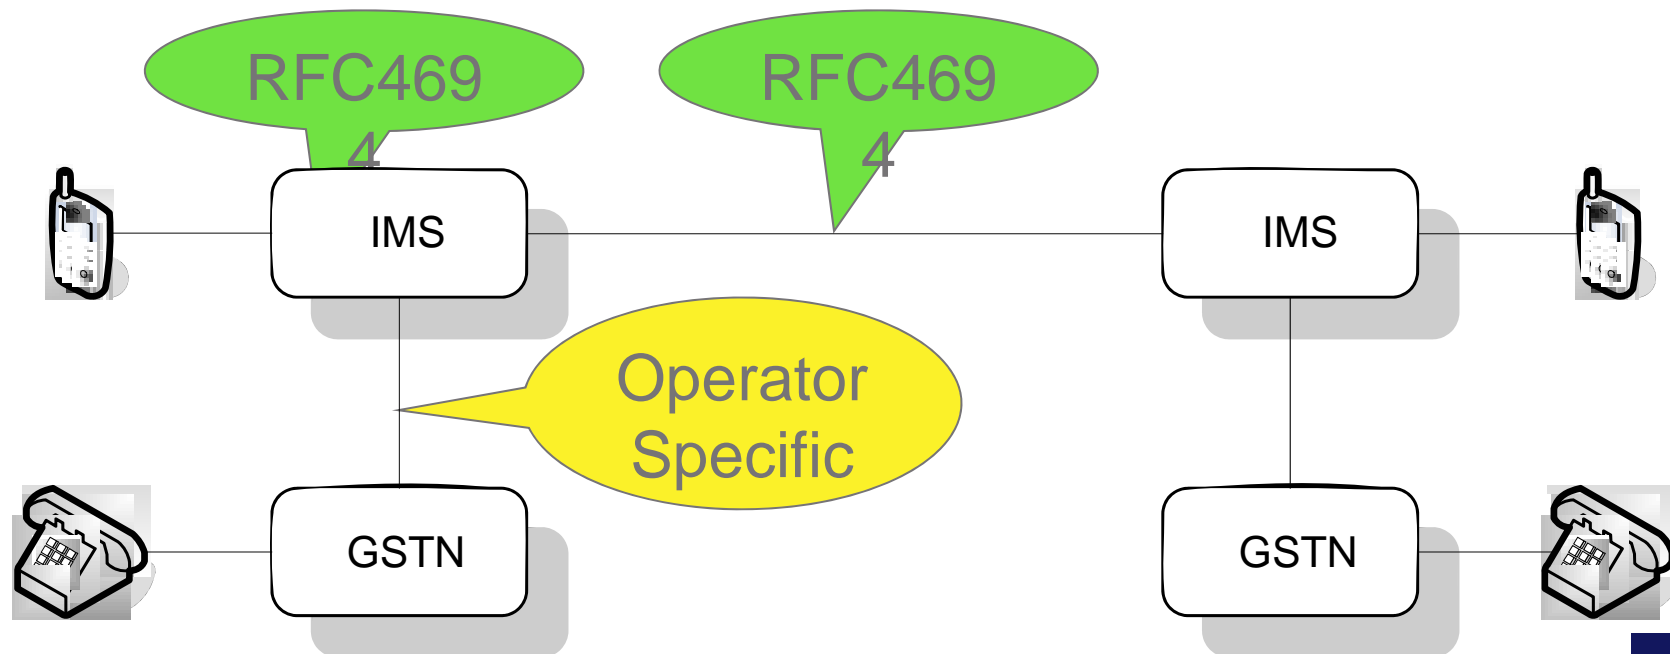 RFC469
4
RFC469
4
IMS
IMS
Operator
Specific
GSTN
GSTN